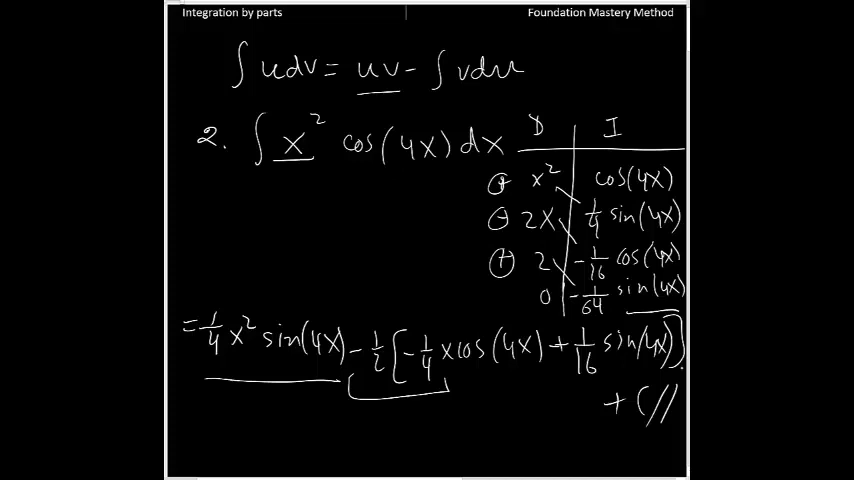 Integration by parts Foundation Mastery Method
∫ u dv = uv - ∫ v du
2. ∫ x² cos(4x) dx
D I
+ x² cos(4x)
- 2x 1/4 sin(4x)
+ 2 -1/16 cos(4x)
0 -1/64 sin(4x)
= 1/4 x² sin(4x) - 1/2 [ -1/4 x cos(4x) + 1/16 sin(4x) ]
+ C //